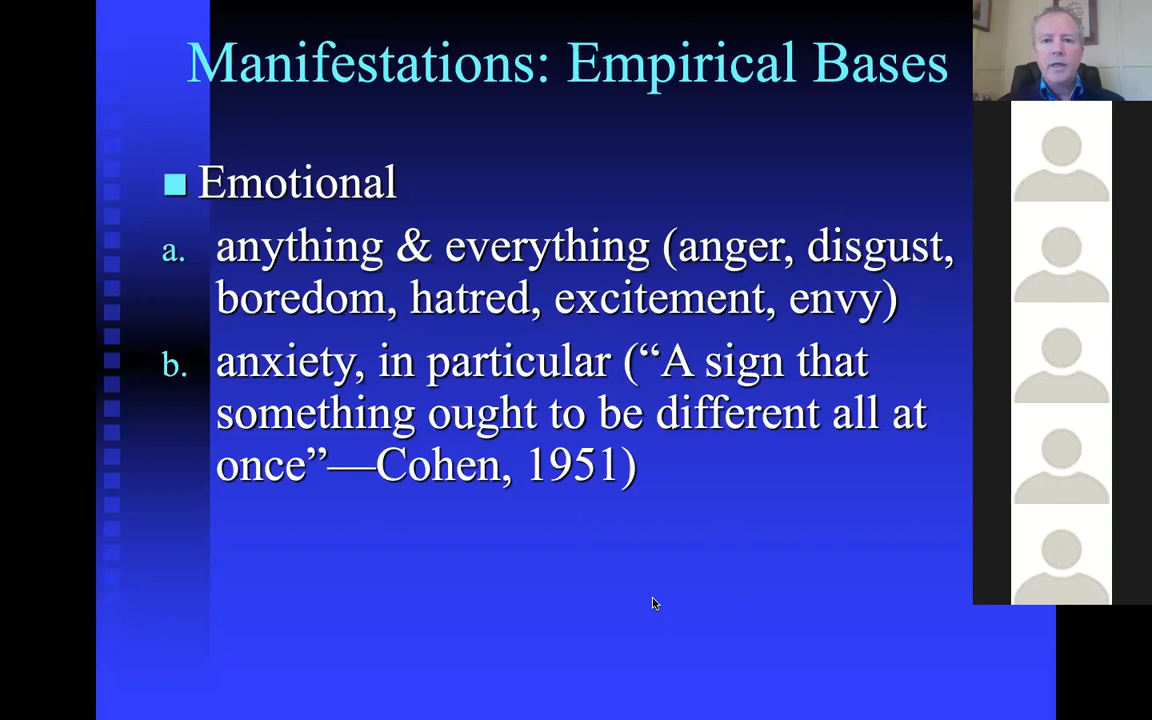 Manifestations: Empirical Bases
Emotional
a. anything & everything (anger, disgust,
boredom, hatred, excitement, envy)
b. anxiety, in particular (“A sign that
something ought to be different all at
once”—Cohen, 1951)